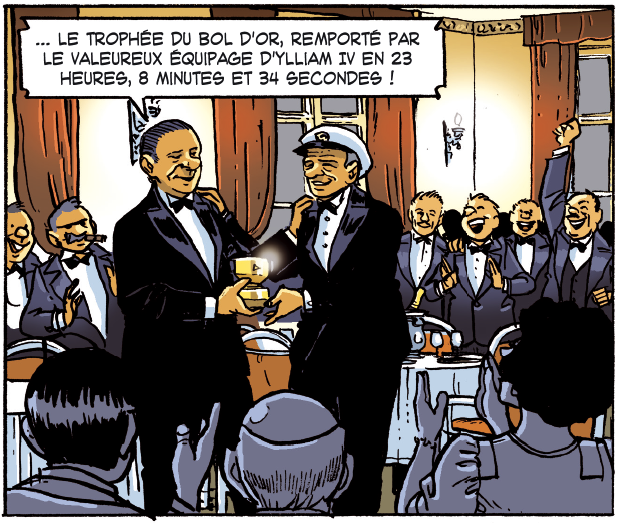 ... LE TROPHÉE DU BOL D'OR, REMPORTÉ PAR
LE VALEUREUX ÉQUIPAGE D'YLLIAM IV EN 23
HEURES, 8 MINUTES ET 34 SECONDES !